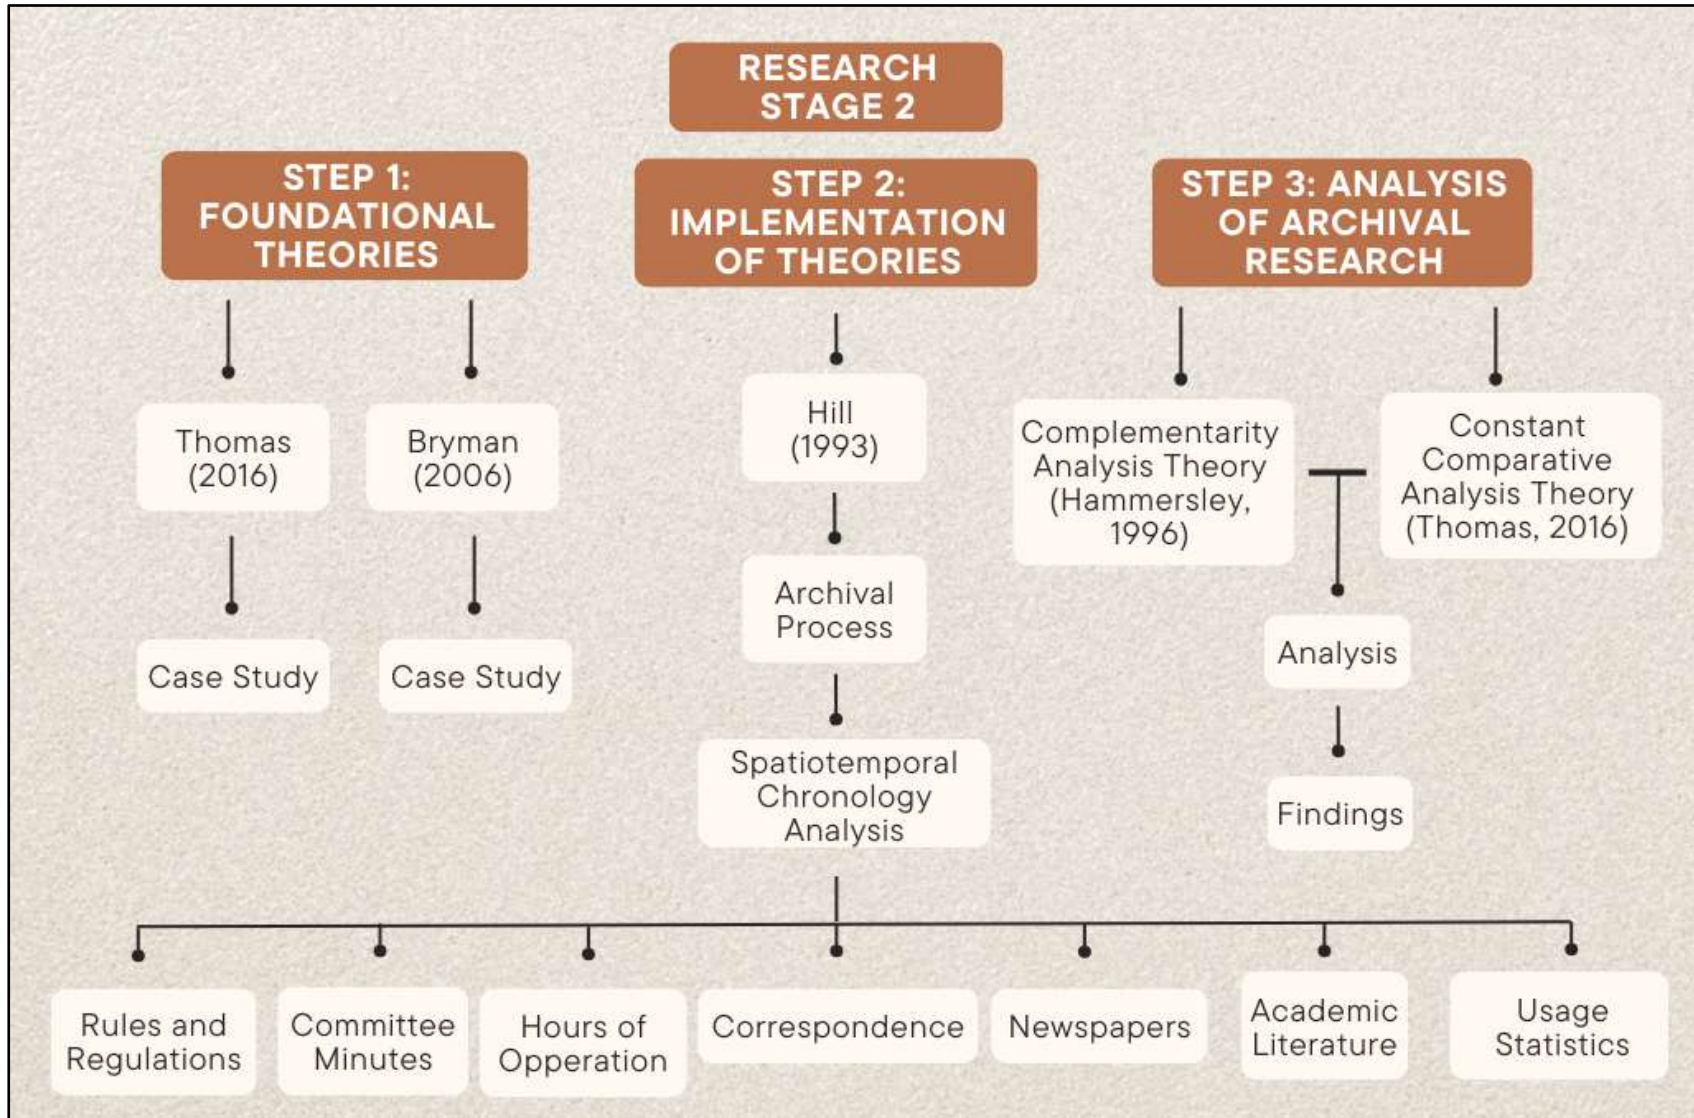 RESEARCH
STAGE 2
STEP 1:
FOUNDATIONAL
THEORIES
STEP 2:
IMPLEMENTATION
OF THEORIES
STEP 3: ANALYSIS
OF ARCHIVAL
RESEARCH
Thomas
(2016)
Bryman
(2006)
Case Study
Case Study
Hill
(1993)
Archival
Process
Spatiotemporal
Chronology
Analysis
Complementarity
Analysis Theory
(Hammersley,
1996)
Constant
Comparative
Analysis Theory
(Thomas, 2016)
Analysis
Findings
Rules and
Regulations
Committee
Minutes
Hours of
Opperation
Correspondence
Newspapers
Academic
Literature
Usage
Statistics